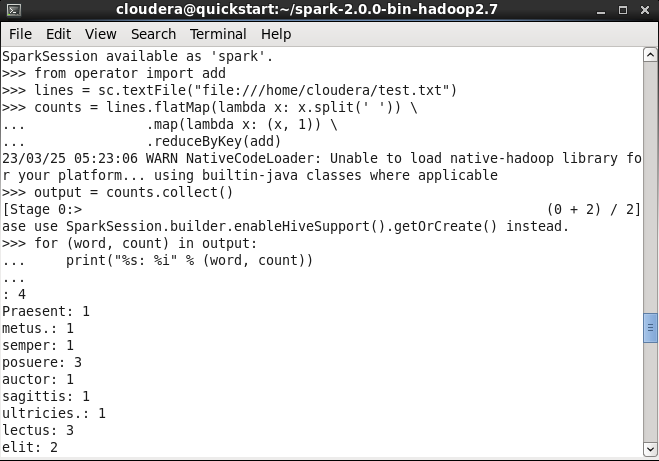 cloudera@quickstart:~/spark-2.0.0-bin-hadoop2.7
File Edit View Search Terminal Help
SparkSession available as 'spark'.
>>> from operator import add
>>> lines = sc.textFile("file:///home/cloudera/test.txt")
>>> counts = lines.flatMap(lambda x: x.split(' ')) \
...               .map(lambda x: (x, 1)) \
...               .reduceByKey(add)
23/03/25 05:23:06 WARN NativeCodeLoader: Unable to load native-hadoop library fo
r your platform... using builtin-java classes where applicable
>>> output = counts.collect()
[Stage 0:>                                                          (0 + 2) / 2]
ase use SparkSession.builder.enableHiveSupport().getOrCreate() instead.
>>> for (word, count) in output:
...     print("%s: %i" % (word, count))
...
: 4
Praesent: 1
metus.: 1
semper: 1
posuere: 3
auctor: 1
sagittis: 1
ultricies.: 1
lectus: 3
elit: 2